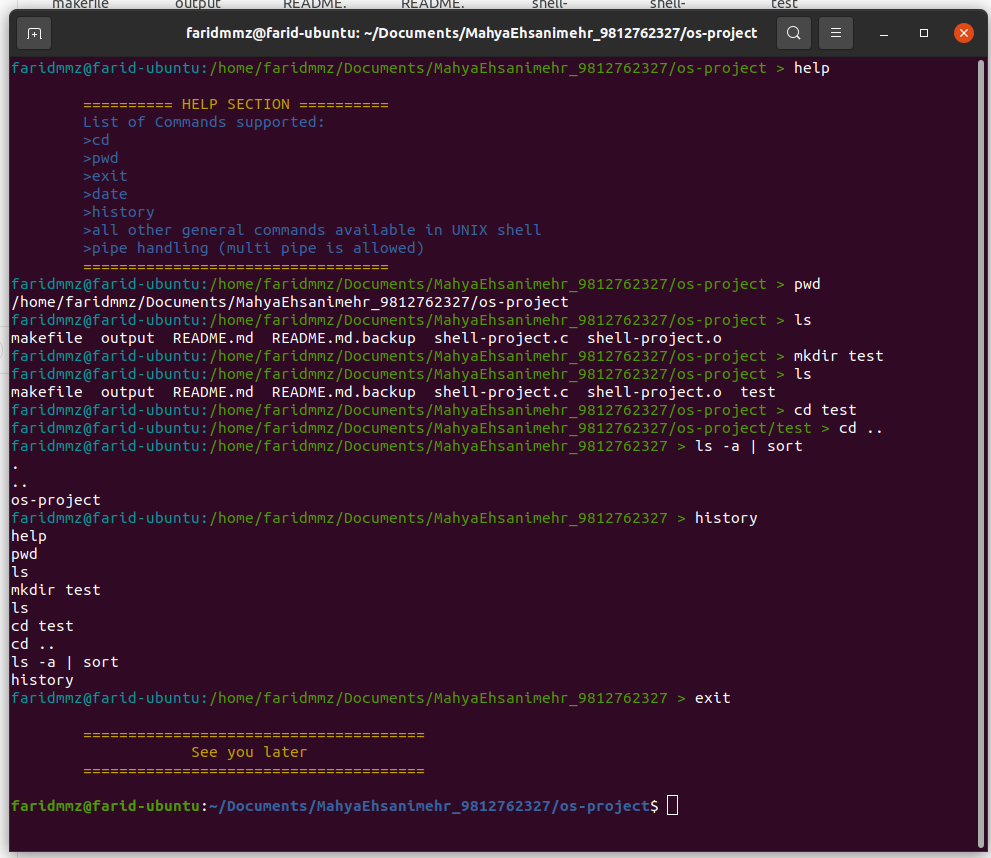 makefile output README. README. shell- shell- test
faridmmz@farid-ubuntu: ~/Documents/MahyaEhsanimehr_9812762327/os-project
faridmmz@farid-ubuntu:/home/faridmmz/Documents/MahyaEhsanimehr_9812762327/os-project > help
========== HELP SECTION ==========
List of Commands supported:
>cd
>pwd
>exit
>date
>history
>all other general commands available in UNIX shell
>pipe handling (multi pipe is allowed)
==================================
faridmmz@farid-ubuntu:/home/faridmmz/Documents/MahyaEhsanimehr_9812762327/os-project > pwd
/home/faridmmz/Documents/MahyaEhsanimehr_9812762327/os-project
faridmmz@farid-ubuntu:/home/faridmmz/Documents/MahyaEhsanimehr_9812762327/os-project > ls
makefile  output  README.md  README.md.backup  shell-project.c  shell-project.o
faridmmz@farid-ubuntu:/home/faridmmz/Documents/MahyaEhsanimehr_9812762327/os-project > mkdir test
faridmmz@farid-ubuntu:/home/faridmmz/Documents/MahyaEhsanimehr_9812762327/os-project > ls
makefile  output  README.md  README.md.backup  shell-project.c  shell-project.o  test
faridmmz@farid-ubuntu:/home/faridmmz/Documents/MahyaEhsanimehr_9812762327/os-project > cd test
faridmmz@farid-ubuntu:/home/faridmmz/Documents/MahyaEhsanimehr_9812762327/os-project/test > cd ..
faridmmz@farid-ubuntu:/home/faridmmz/Documents/MahyaEhsanimehr_9812762327 > ls -a | sort
.
..
os-project
faridmmz@farid-ubuntu:/home/faridmmz/Documents/MahyaEhsanimehr_9812762327 > history
help
pwd
ls
mkdir test
ls
cd test
cd ..
ls -a | sort
history
faridmmz@farid-ubuntu:/home/faridmmz/Documents/MahyaEhsanimehr_9812762327 > exit
======================================
See you later
======================================
faridmmz@farid-ubuntu:~/Documents/MahyaEhsanimehr_9812762327/os-project$